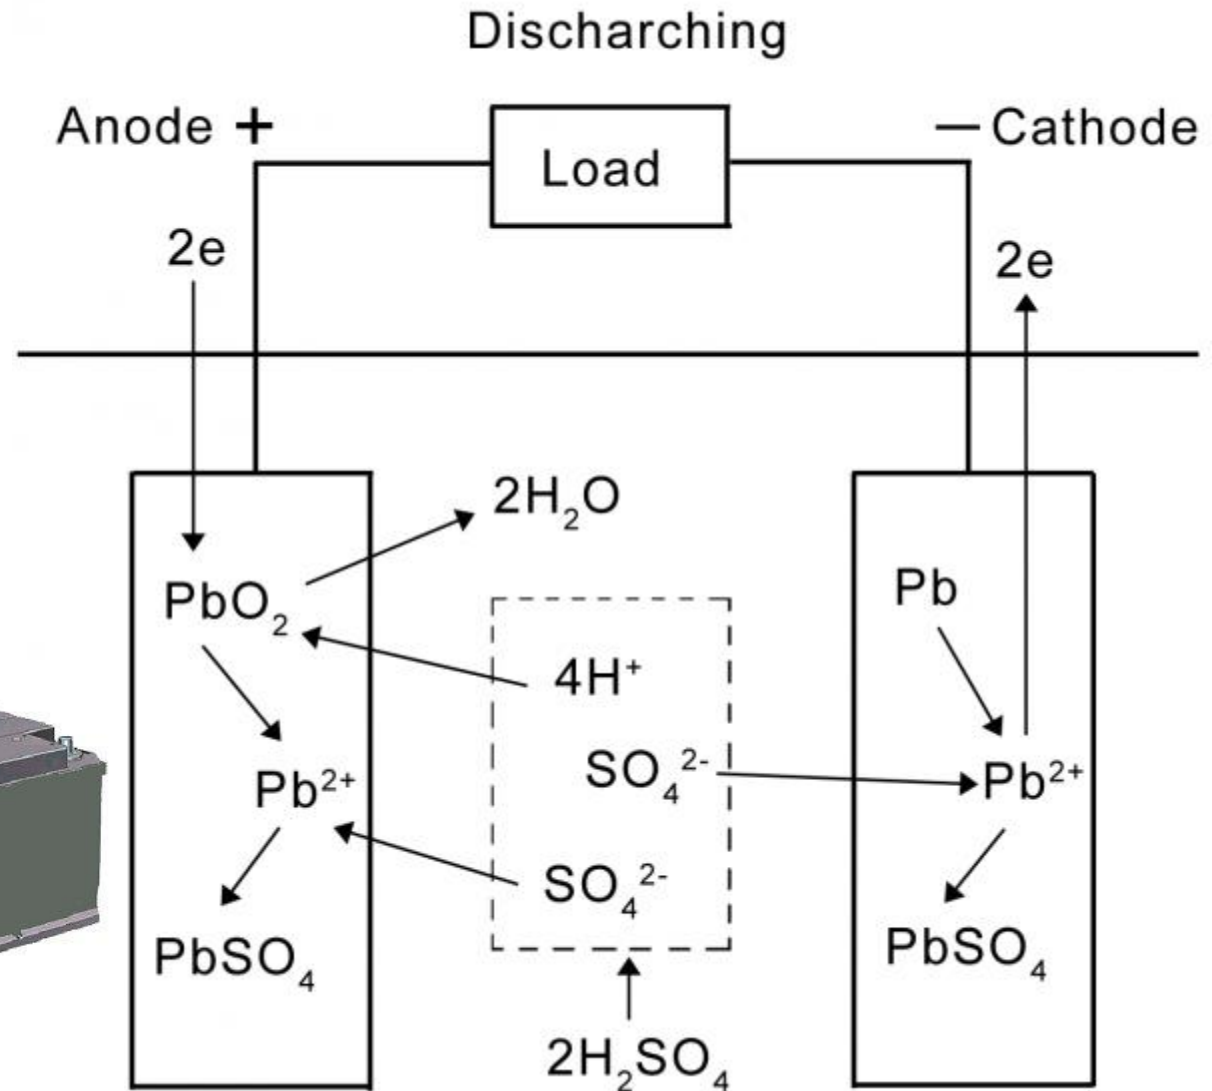 Discharching
Anode + — Cathode
Load
2e 2e
2H₂O
PbO₂ Pb
4H⁺
SO₄²⁻
Pb²⁺ Pb²⁺
SO₄²⁻
PbSO₄ PbSO₄
2H₂SO₄